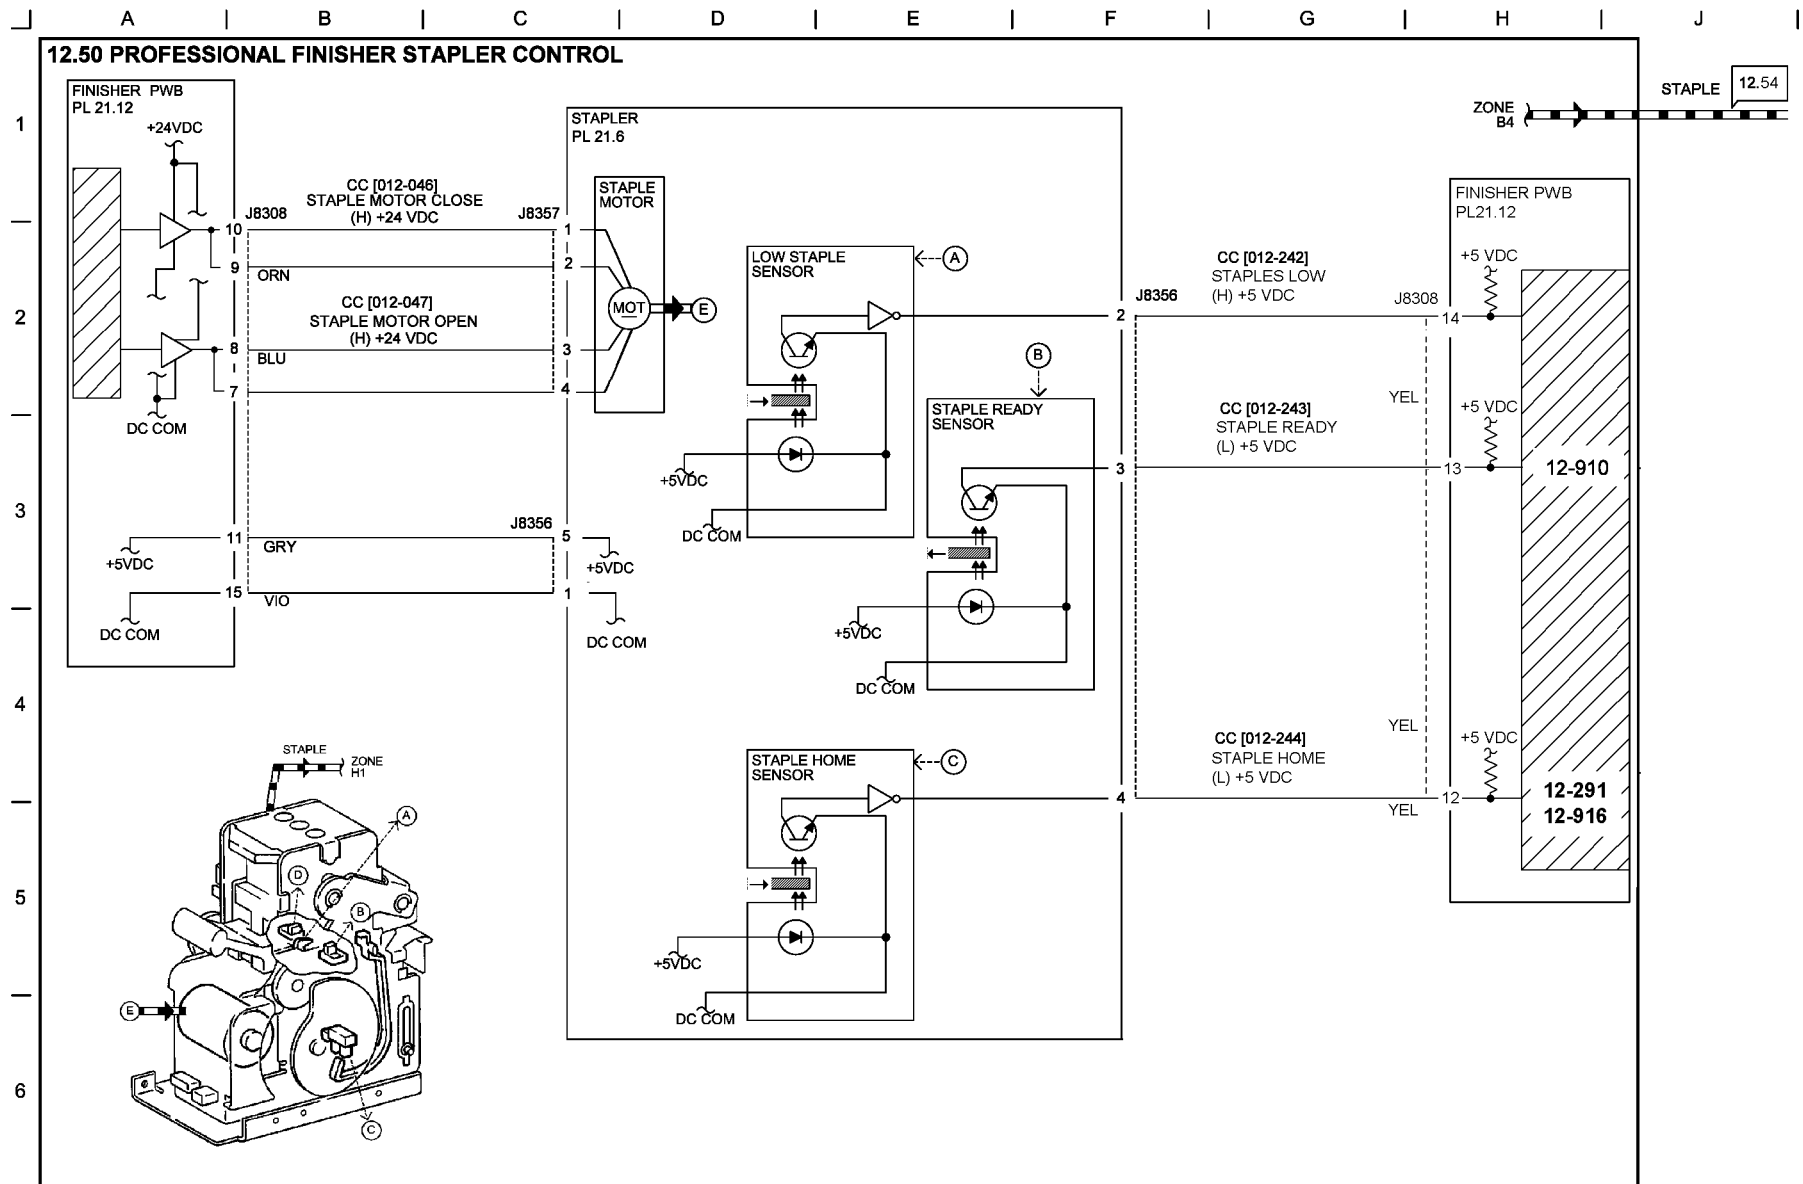 A B C D E F G H J
12.50 PROFESSIONAL FINISHER STAPLER CONTROL
STAPLE 12.54
ZONE
B4
1
2
3
4
5
6
FINISHER PWB
PL 21.12
+24VDC
J8308
10
9
8
7
DC COM
11
+5VDC
15
DC COM
CC [012-046]
STAPLE MOTOR CLOSE
(H) +24 VDC
ORN
CC [012-047]
STAPLE MOTOR OPEN
(H) +24 VDC
BLU
GRY
VIO
J8357
1
2
3
4
J8356
5
+5VDC
1
DC COM
STAPLER
PL 21.6
STAPLE
MOTOR
MOT
E
LOW STAPLE
SENSOR
A
+5VDC
DC COM
B
STAPLE READY
SENSOR
+5VDC
DC COM
STAPLE HOME
SENSOR
C
+5VDC
DC COM
J8356
2
3
4
CC [012-242]
STAPLES LOW
(H) +5 VDC
YEL
CC [012-243]
STAPLE READY
(L) +5 VDC
YEL
CC [012-244]
STAPLE HOME
(L) +5 VDC
YEL
J8308
14
13
12
FINISHER PWB
PL21.12
+5 VDC
+5 VDC
12-910
+5 VDC
12-291
12-916
STAPLE
ZONE
H1
A
D
B
E
C